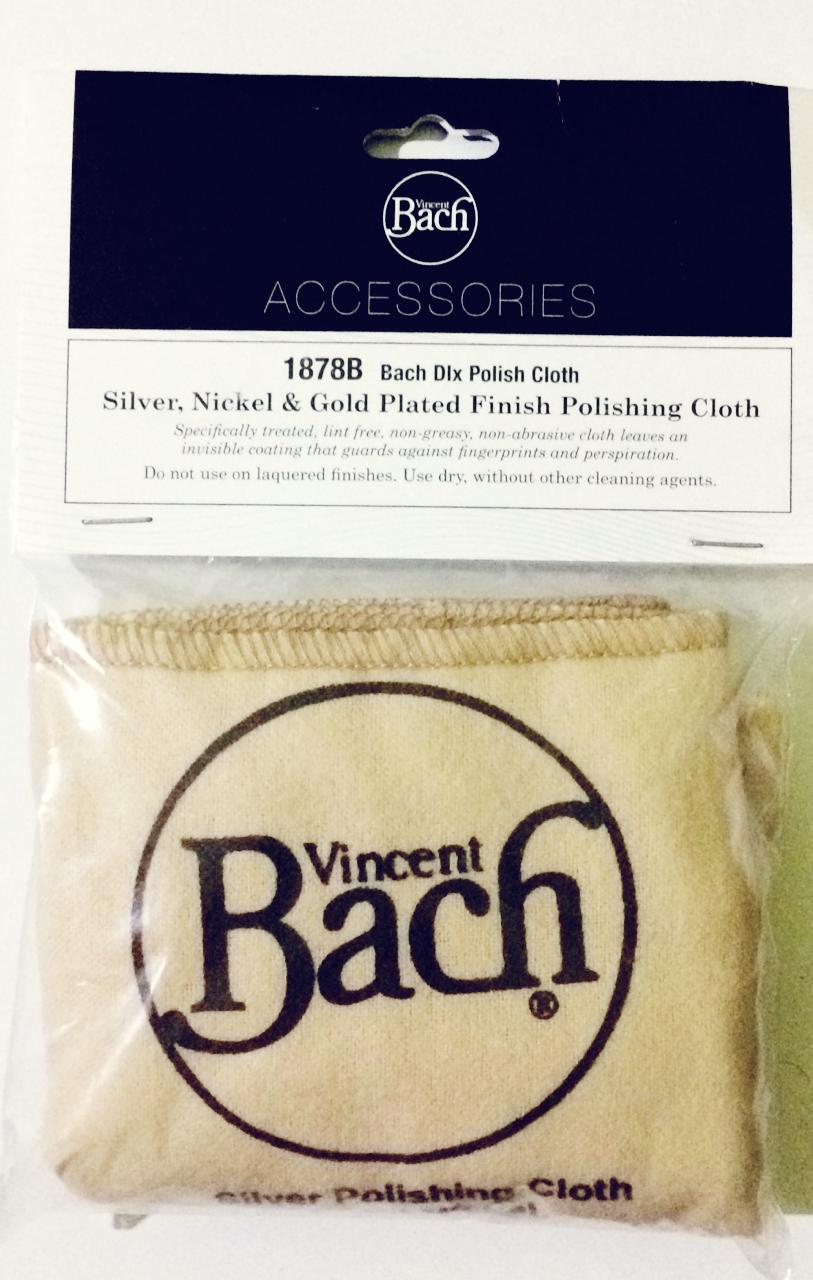 Vincent
Bach
ACCESSORIES
1878B Bach Dlx Polish Cloth
Silver, Nickel & Gold Plated Finish Polishing Cloth
Specifically treated, lint free, non-greasy, non-abrasive cloth leaves an
invisible coating that guards against fingerprints and perspiration.
Do not use on laquered finishes. Use dry, without other cleaning agents.
Vincent
Bach
®
Silver Polishing Cloth